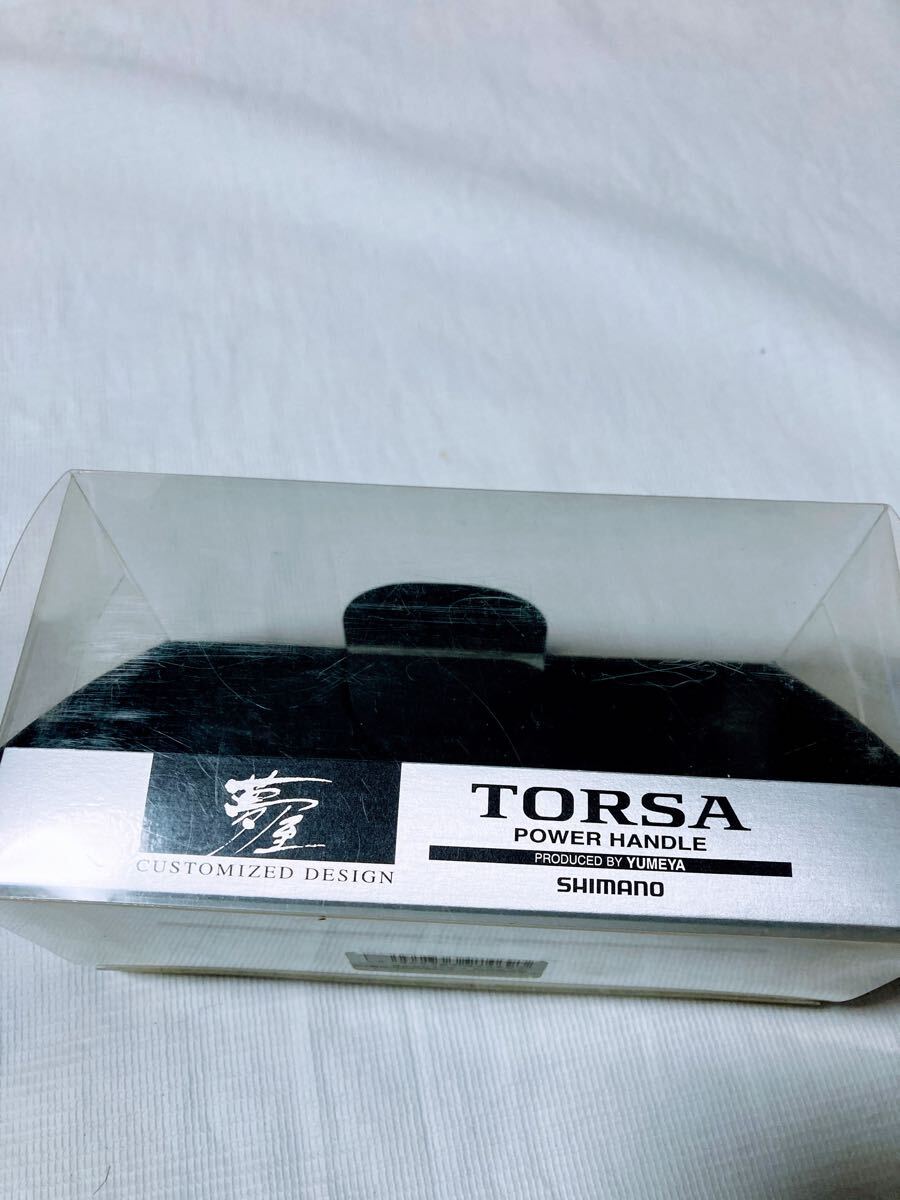 夢屋
CUSTOMIZED DESIGN
TORSA
POWER HANDLE
PRODUCED BY YUMEYA
SHIMANO